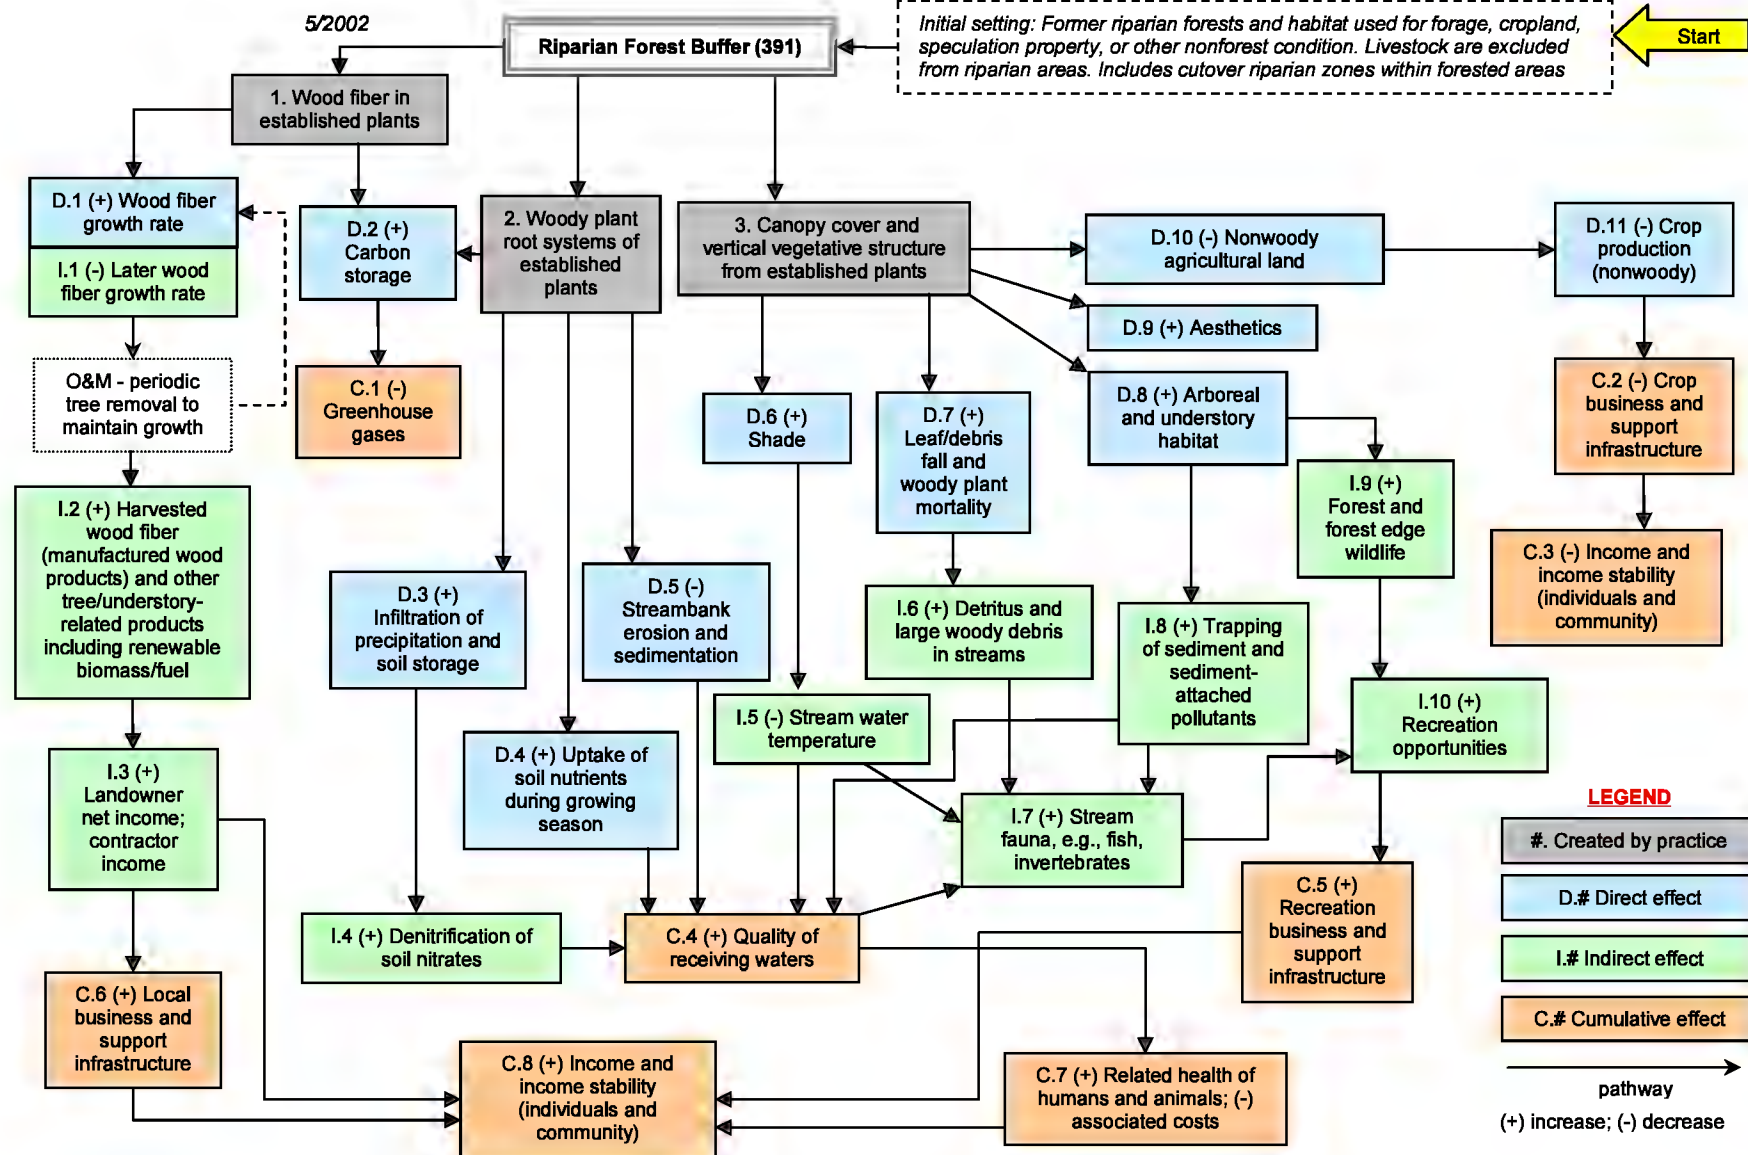 5/2002
Riparian Forest Buffer (391)
Initial setting: Former riparian forests and habitat used for forage, cropland,
speculation property, or other nonforest condition. Livestock are excluded
from riparian areas. Includes cutover riparian zones within forested areas
Start
1. Wood fiber in
established plants
D.1 (+) Wood fiber
growth rate
I.1 (-) Later wood
fiber growth rate
O&M - periodic
tree removal to
maintain growth
I.2 (+) Harvested
wood fiber
(manufactured wood
products) and other
tree/understory-
related products
including renewable
biomass/fuel
I.3 (+)
Landowner
net income;
contractor
income
C.6 (+) Local
business and
support
infrastructure
D.2 (+)
Carbon
storage
C.1 (-)
Greenhouse
gases
2. Woody plant
root systems of
established
plants
D.3 (+)
Infiltration of
precipitation and
soil storage
D.4 (+) Uptake of
soil nutrients
during growing
season
D.5 (-)
Streambank
erosion and
sedimentation
I.4 (+) Denitrification of
soil nitrates
C.4 (+) Quality of
receiving waters
C.8 (+) Income and
income stability
(individuals and
community)
3. Canopy cover and
vertical vegetative structure
from established plants
D.6 (+)
Shade
I.5 (-) Stream water
temperature
D.7 (+)
Leaf/debris
fall and
woody plant
mortality
I.6 (+) Detritus and
large woody debris
in streams
I.7 (+) Stream
fauna, e.g., fish,
invertebrates
D.10 (-) Nonwoody
agricultural land
D.9 (+) Aesthetics
D.8 (+) Arboreal
and understory
habitat
I.8 (+) Trapping
of sediment and
sediment-
attached
pollutants
I.9 (+)
Forest and
forest edge
wildlife
I.10 (+)
Recreation
opportunities
C.5 (+)
Recreation
business and
support
infrastructure
C.7 (+) Related health of
humans and animals; (-)
associated costs
D.11 (-) Crop
production
(nonwoody)
C.2 (-) Crop
business and
support
infrastructure
C.3 (-) Income and
income stability
(individuals and
community)
LEGEND
#. Created by practice
D.# Direct effect
I.# Indirect effect
C.# Cumulative effect
pathway
(+) increase; (-) decrease